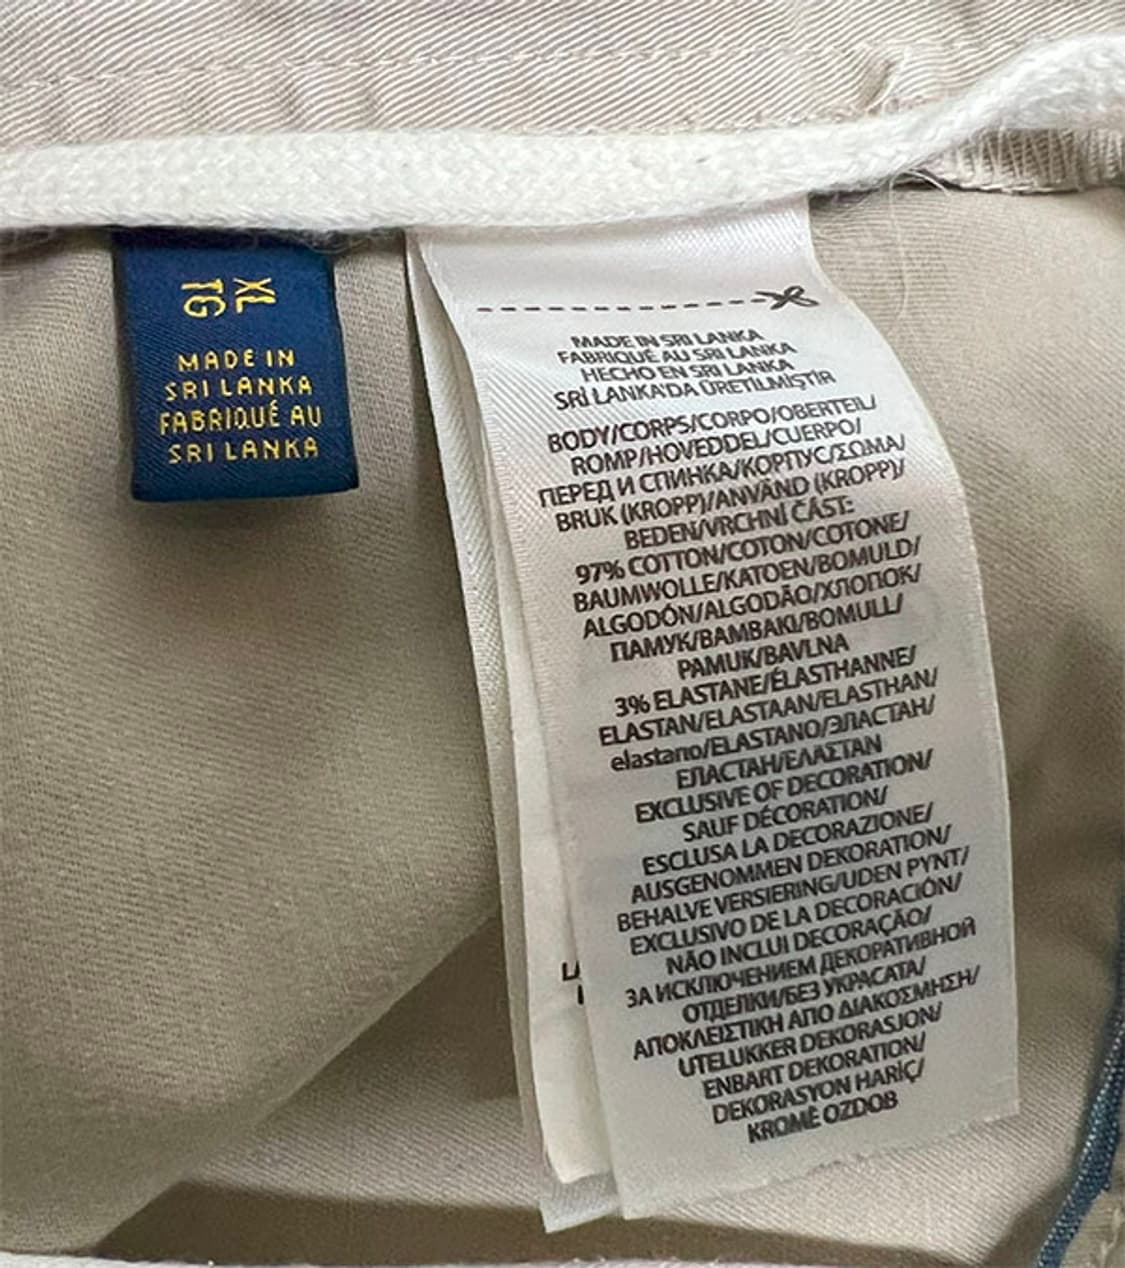 XL
TG
MADE IN
SRI LANKA
FABRIQUÉ AU
SRI LANKA
MADE IN SRI LANKA
FABRIQUÉ AU SRI LANKA
HECHO EN SRI LANKA
SRİ LANKA'DA ÜRETİLMİŞTİR
BODY/CORPS/CORPO/OBERTEIL/
ROMP/HOVEDDEL/CUERPO/
ПЕРЕД И СПИНКА/КОРПУС/ΣΩΜΑ/
BRUK (KROPP)/ANVÄND (KROPP)/
BEDEN/VRCHNÍ ČÁST:
97% COTTON/COTON/COTONE/
BAUMWOLLE/KATOEN/BOMULD/
ALGODÓN/ALGODÃO/ХЛОПОК/
ПАМУК/ΒΑΜΒΑΚΙ/BOMULL/
PAMUK/BAVLNA
3% ELASTANE/ÉLASTHANNE/
ELASTAN/ELASTAAN/ELASTHAN/
elastano/ELASTANO/ЭЛАСТАН/
ЕЛАСТАН/ΕΛΑΣΤΑΝ
EXCLUSIVE OF DECORATION/
SAUF DÉCORATION/
ESCLUSA LA DECORAZIONE/
AUSGENOMMEN DEKORATION/
BEHALVE VERSIERING/UDEN PYNT/
EXCLUSIVO DE LA DECORACIÓN/
NÃO INCLUI DECORAÇÃO/
ЗА ИСКЛЮЧЕНИЕМ ДЕКОРАТИВНОЙ
ОТДЕЛКИ/БЕЗ УКРАСАТА/
ΑΠΟΚΛΕΙΣΤΙΚΗ ΑΠΟ ΔΙΑΚΟΣΜΗΣΗ/
UTELUKKER DEKORASJON/
ENBART DEKORATION/
DEKORASYON HARİÇ/
KROMĚ OZDOB